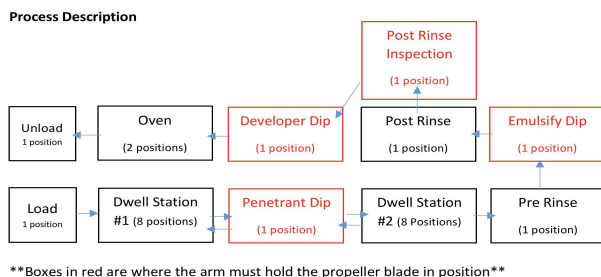 Process Description
Post Rinse
Inspection
(1 position)
Unload
1 position
Oven
(2 positions)
Developer Dip
(1 position)
Post Rinse
(1 position)
Emulsify Dip
(1 position)
Load
1 position
Dwell Station
#1 (8 positions)
Penetrant Dip
(1 position)
Dwell Station
#2 (8 Positions)
Pre Rinse
(1 position)
**Boxes in red are where the arm must hold the propeller blade in position**